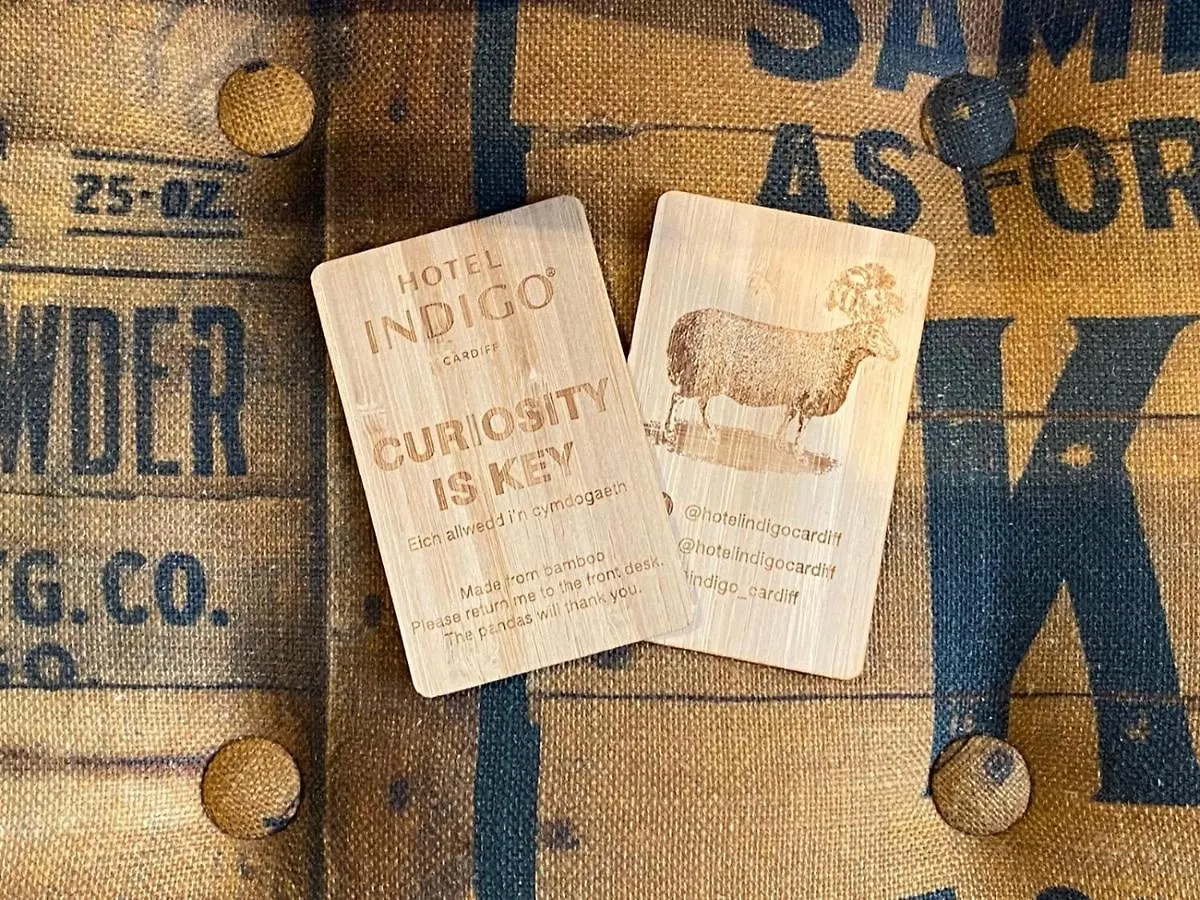 25-OZ.
WDER
G.CO.
SAM
AS FOR
K
HOTEL
INDIGO®
CARDIFF
CURIOSITY
IS KEY
Eich allwedd i'n cymdogaeth
Made from bamboo
Please return me to the front desk.
The pandas will thank you.
@hotelindigocardiff
@hotelindigocardiff
indigo_cardiff